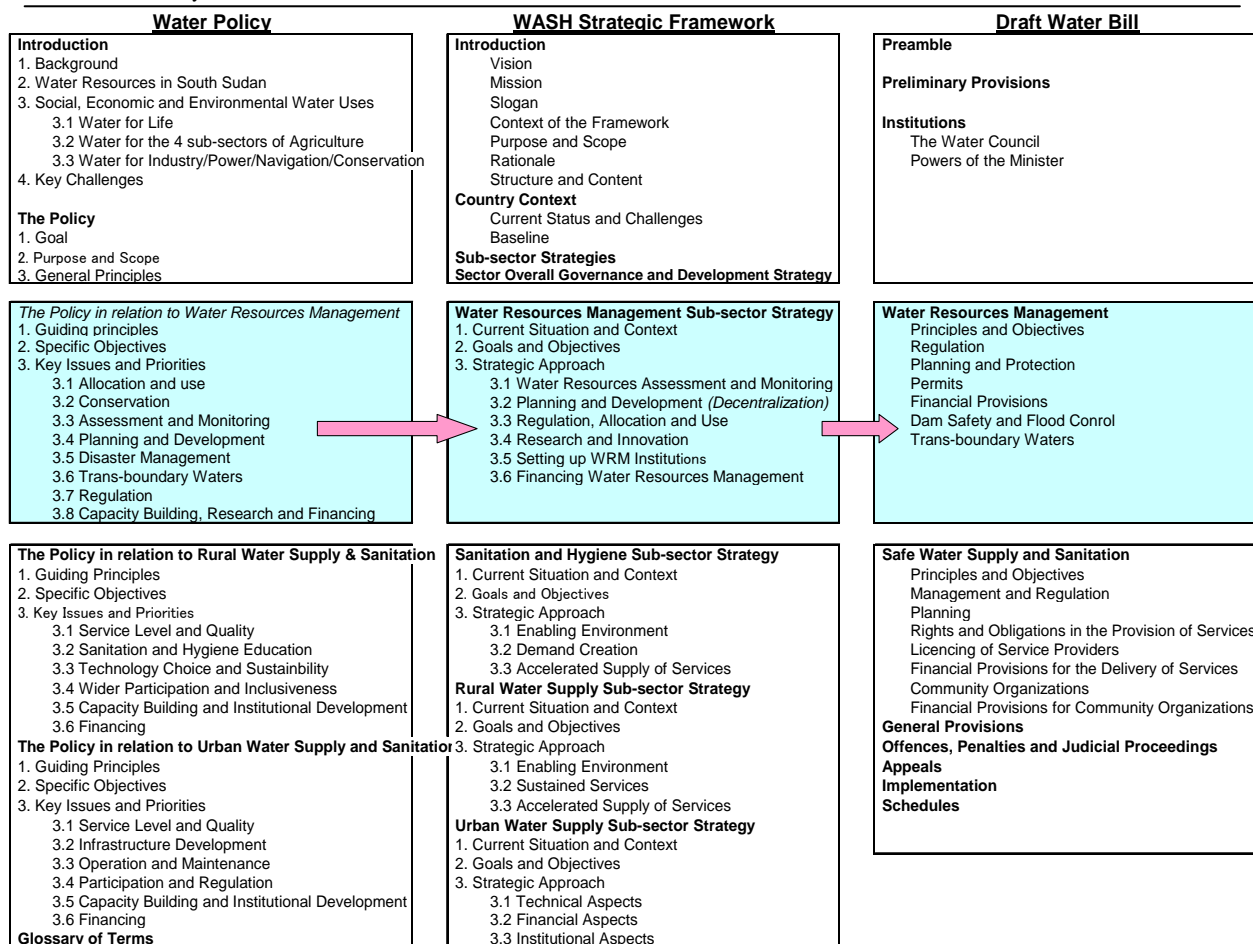 Water Policy
Introduction
1. Background
2. Water Resources in South Sudan
3. Social, Economic and Environmental Water Uses
3.1 Water for Life
3.2 Water for the 4 sub-sectors of Agriculture
3.3 Water for Industry/Power/Navigation/Conservation
4. Key Challenges
The Policy
1. Goal
2. Purpose and Scope
3. General Principles
The Policy in relation to Water Resources Management
1. Guiding principles
2. Specific Objectives
3. Key Issues and Priorities
3.1 Allocation and use
3.2 Conservation
3.3 Assessment and Monitoring
3.4 Planning and Development
3.5 Disaster Management
3.6 Trans-boundary Waters
3.7 Regulation
3.8 Capacity Building, Research and Financing
The Policy in relation to Rural Water Supply & Sanitation
1. Guiding Principles
2. Specific Objectives
3. Key Issues and Priorities
3.1 Service Level and Quality
3.2 Sanitation and Hygiene Education
3.3 Technology Choice and Sustainbility
3.4 Wider Participation and Inclusiveness
3.5 Capacity Building and Institutional Development
3.6 Financing
The Policy in relation to Urban Water Supply and Sanitation
1. Guiding Principles
2. Specific Objectives
3. Key Issues and Priorities
3.1 Service Level and Quality
3.2 Infrastructure Development
3.3 Operation and Maintenance
3.4 Participation and Regulation
3.5 Capacity Building and Institutional Development
3.6 Financing
Glossary of Terms
WASH Strategic Framework
Introduction
Vision
Mission
Slogan
Context of the Framework
Purpose and Scope
Rationale
Structure and Content
Country Context
Current Status and Challenges
Baseline
Sub-sector Strategies
Sector Overall Governance and Development Strategy
Water Resources Management Sub-sector Strategy
1. Current Situation and Context
2. Goals and Objectives
3. Strategic Approach
3.1 Water Resources Assessment and Monitoring
3.2 Planning and Development (Decentralization)
3.3 Regulation, Allocation and Use
3.4 Research and Innovation
3.5 Setting up WRM Institutions
3.6 Financing Water Resources Management
Sanitation and Hygiene Sub-sector Strategy
1. Current Situation and Context
2. Goals and Objectives
3. Strategic Approach
3.1 Enabling Environment
3.2 Demand Creation
3.3 Accelerated Supply of Services
Rural Water Supply Sub-sector Strategy
1. Current Situation and Context
2. Goals and Objectives
3. Strategic Approach
3.1 Enabling Environment
3.2 Sustained Services
3.3 Accelerated Supply of Services
Urban Water Supply Sub-sector Strategy
1. Current Situation and Context
2. Goals and Objectives
3. Strategic Approach
3.1 Technical Aspects
3.2 Financial Aspects
3.3 Institutional Aspects
Draft Water Bill
Preamble
Preliminary Provisions
Institutions
The Water Council
Powers of the Minister
Water Resources Management
Principles and Objectives
Regulation
Planning and Protection
Permits
Financial Provisions
Dam Safety and Flood Conrol
Trans-boundary Waters
Safe Water Supply and Sanitation
Principles and Objectives
Management and Regulation
Planning
Rights and Obligations in the Provision of Services
Licencing of Service Providers
Financial Provisions for the Delivery of Services
Community Organizations
Financial Provisions for Community Organizations
General Provisions
Offences, Penalties and Judicial Proceedings
Appeals
Implementation
Schedules